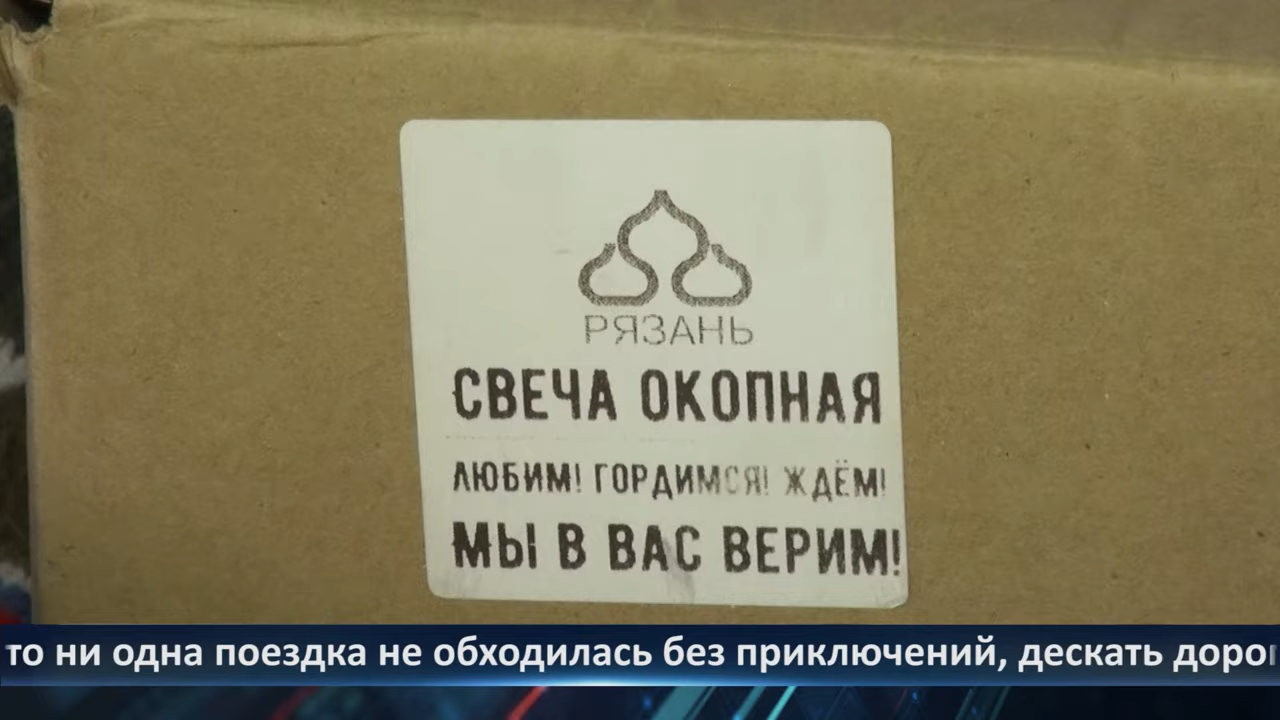 РЯЗАНЬ
СВЕЧА ОКОПНАЯ
ЛЮБИМ! ГОРДИМСЯ! ЖДЁМ!
МЫ В ВАС ВЕРИМ!
то ни одна поездка не обходилась без приключений, дескать